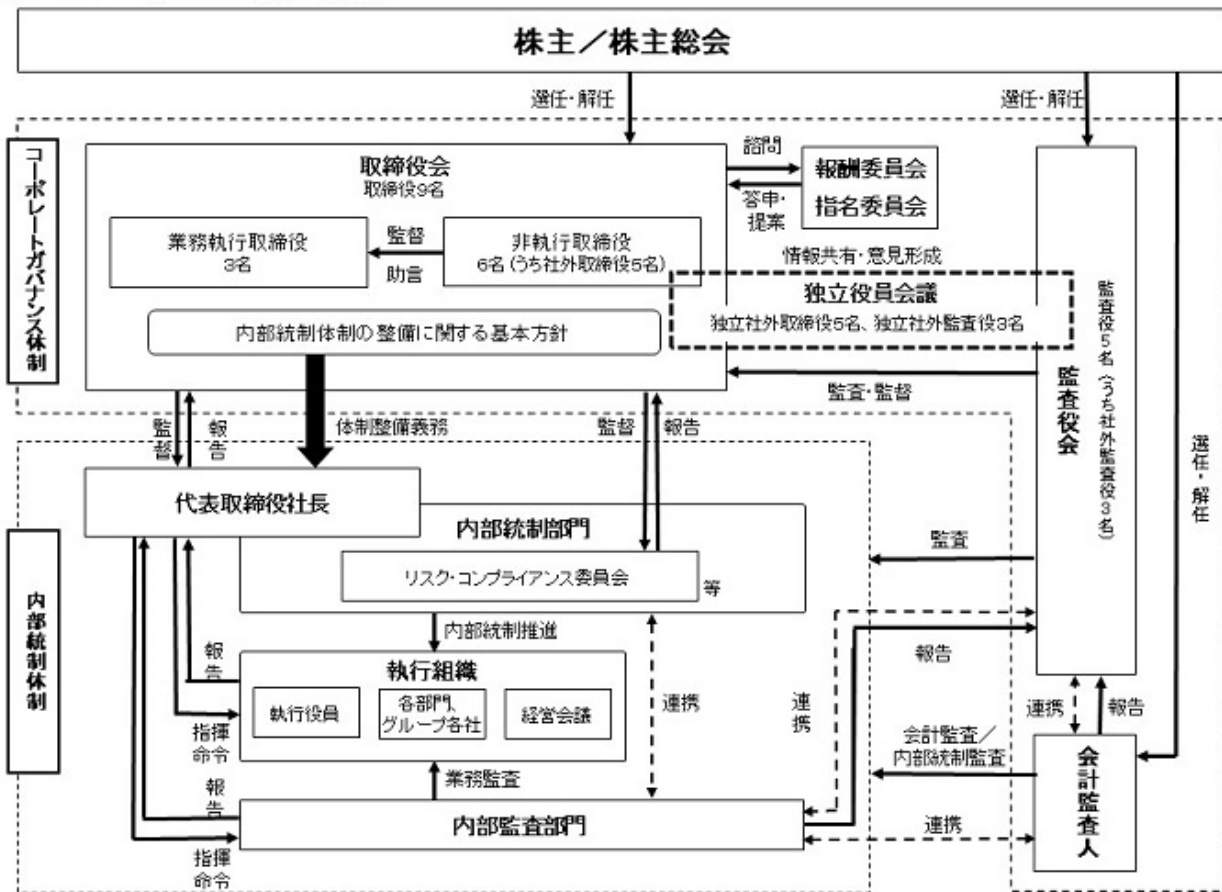 株主／株主総会
選任・解任
選任・解任
コーポレートガバナンス体制
取締役会
取締役9名
諮問
報酬委員会
指名委員会
答申・
提案
業務執行取締役
3名
監督
助言
非執行取締役
6名（うち社外取締役5名）
情報共有・意見形成
独立役員会議
独立社外取締役5名、独立社外監査役3名
内部統制体制の整備に関する基本方針
監査役会
監査役5名（うち社外監査役3名）
監査・監督
選任・解任
監督
報告
体制整備義務
監督
報告
代表取締役社長
内部統制部門
リスク・コンプライアンス委員会
等
監査
内部統制体制
内部統制推進
報告
執行組織
執行役員
各部門、
グループ各社
経営会議
指揮
命令
連携
連携
報告
連携
報告
会計監査／
内部統制監査
会計監査人
業務監査
報告
内部監査部門
連携
指揮
命令